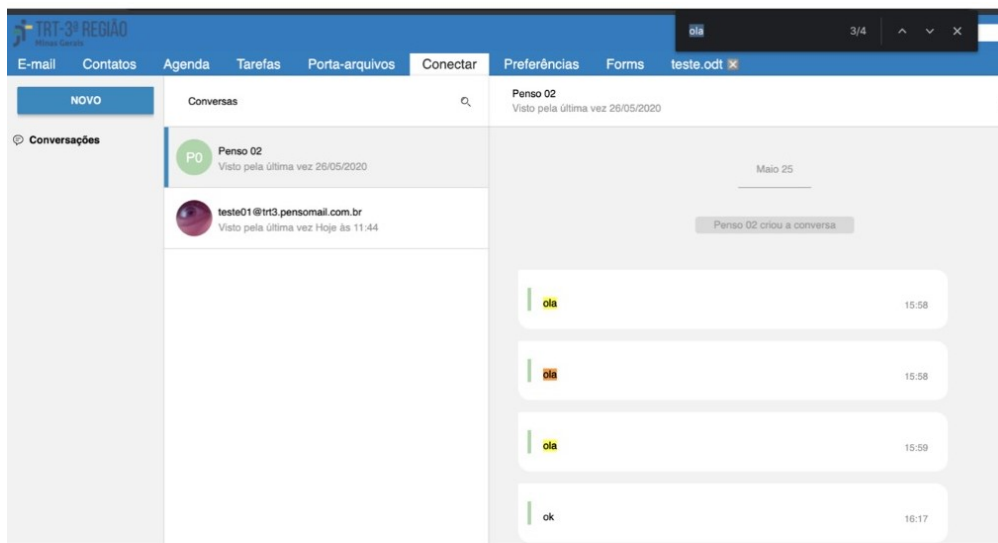 TRT-3ª REGIÃO
Minas Gerais
ola 3/4
E-mail Contatos Agenda Tarefas Porta-arquivos Conectar Preferências Forms teste.odt
NOVO
Conversações
Conversas
P0
Penso 02
Visto pela última vez 26/05/2020
teste01@trt3.pensomail.com.br
Visto pela última vez Hoje às 11:44
Penso 02
Visto pela última vez 26/05/2020
Maio 25
Penso 02 criou a conversa
ola 15:58
ola 15:58
ola 15:59
ok 16:17